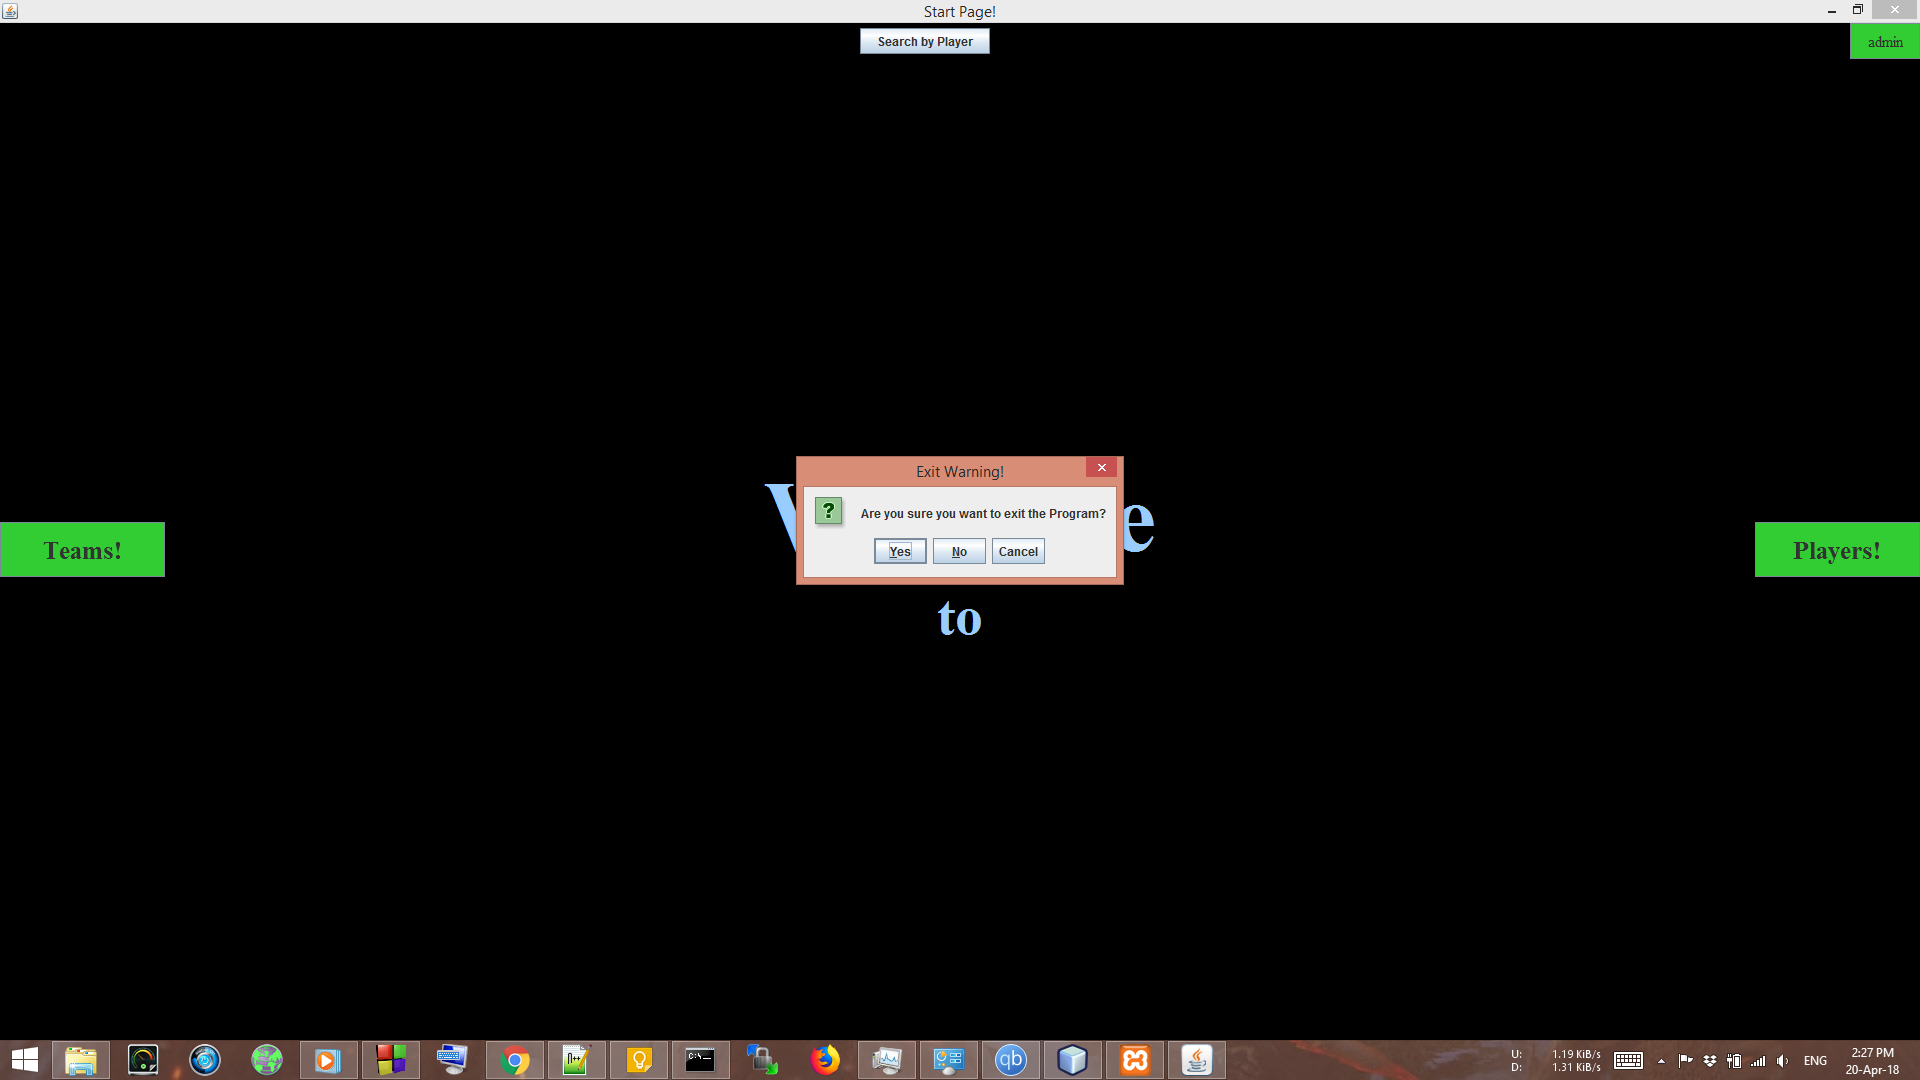 Start Page!
Search by Player
admin
Exit Warning!
?
Are you sure you want to exit the Program?
Yes No Cancel
Teams!
Players!
to
qb
U: 1.19 KiB/s
D: 1.31 KiB/s
ENG
2:27 PM
20-Apr-18